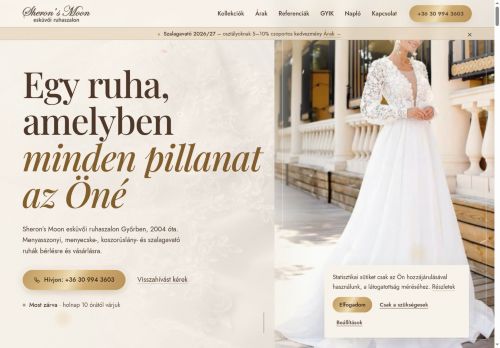 Sheron's Moon
esküvői ruhaszalon
Kollekciók Árak Referenciák GYIK Napló Kapcsolat +36 30 994 3603
Szalagavató 2026/27 — osztályoknak 5–10% csoportos kedvezmény Árak → ×
Egy ruha,
amelyben
minden pillanat
az Öné
Sheron's Moon esküvői ruhaszalon Győrben, 2004 óta.
Menyasszonyi, menyecske-, koszorúslány- és szalagavató
ruhák bérlésre és vásárlásra.
Hívjon: +36 30 994 3603 Visszahívást kérek
Most zárva · holnap 10 órától várjuk
Statisztikai sütiket csak az Ön hozzájárulásával
használunk, a látogatottság méréséhez. Részletek
Elfogadom Csak a szükségesek
Beállítások